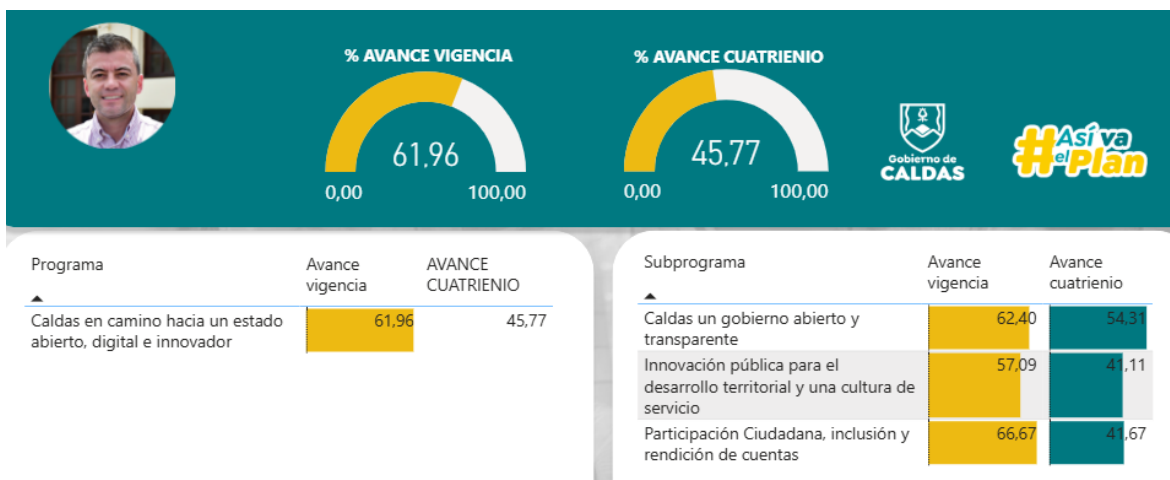 % AVANCE VIGENCIA
61,96
0,00
100,00
% AVANCE CUATRIENIO
45,77
0,00
100,00
Gobierno de
CALDAS
#Así va
el Plan
Programa
Avance
vigencia
AVANCE
CUATRIENIO
Caldas en camino hacia un estado
abierto, digital e innovador
61,96
45,77
Subprograma
Avance
vigencia
Avance
cuatrienio
Caldas un gobierno abierto y
transparente
62,40
54,31
Innovación pública para el
desarrollo territorial y una cultura de
servicio
57,09
41,11
Participación Ciudadana, inclusión y
rendición de cuentas
66,67
41,67